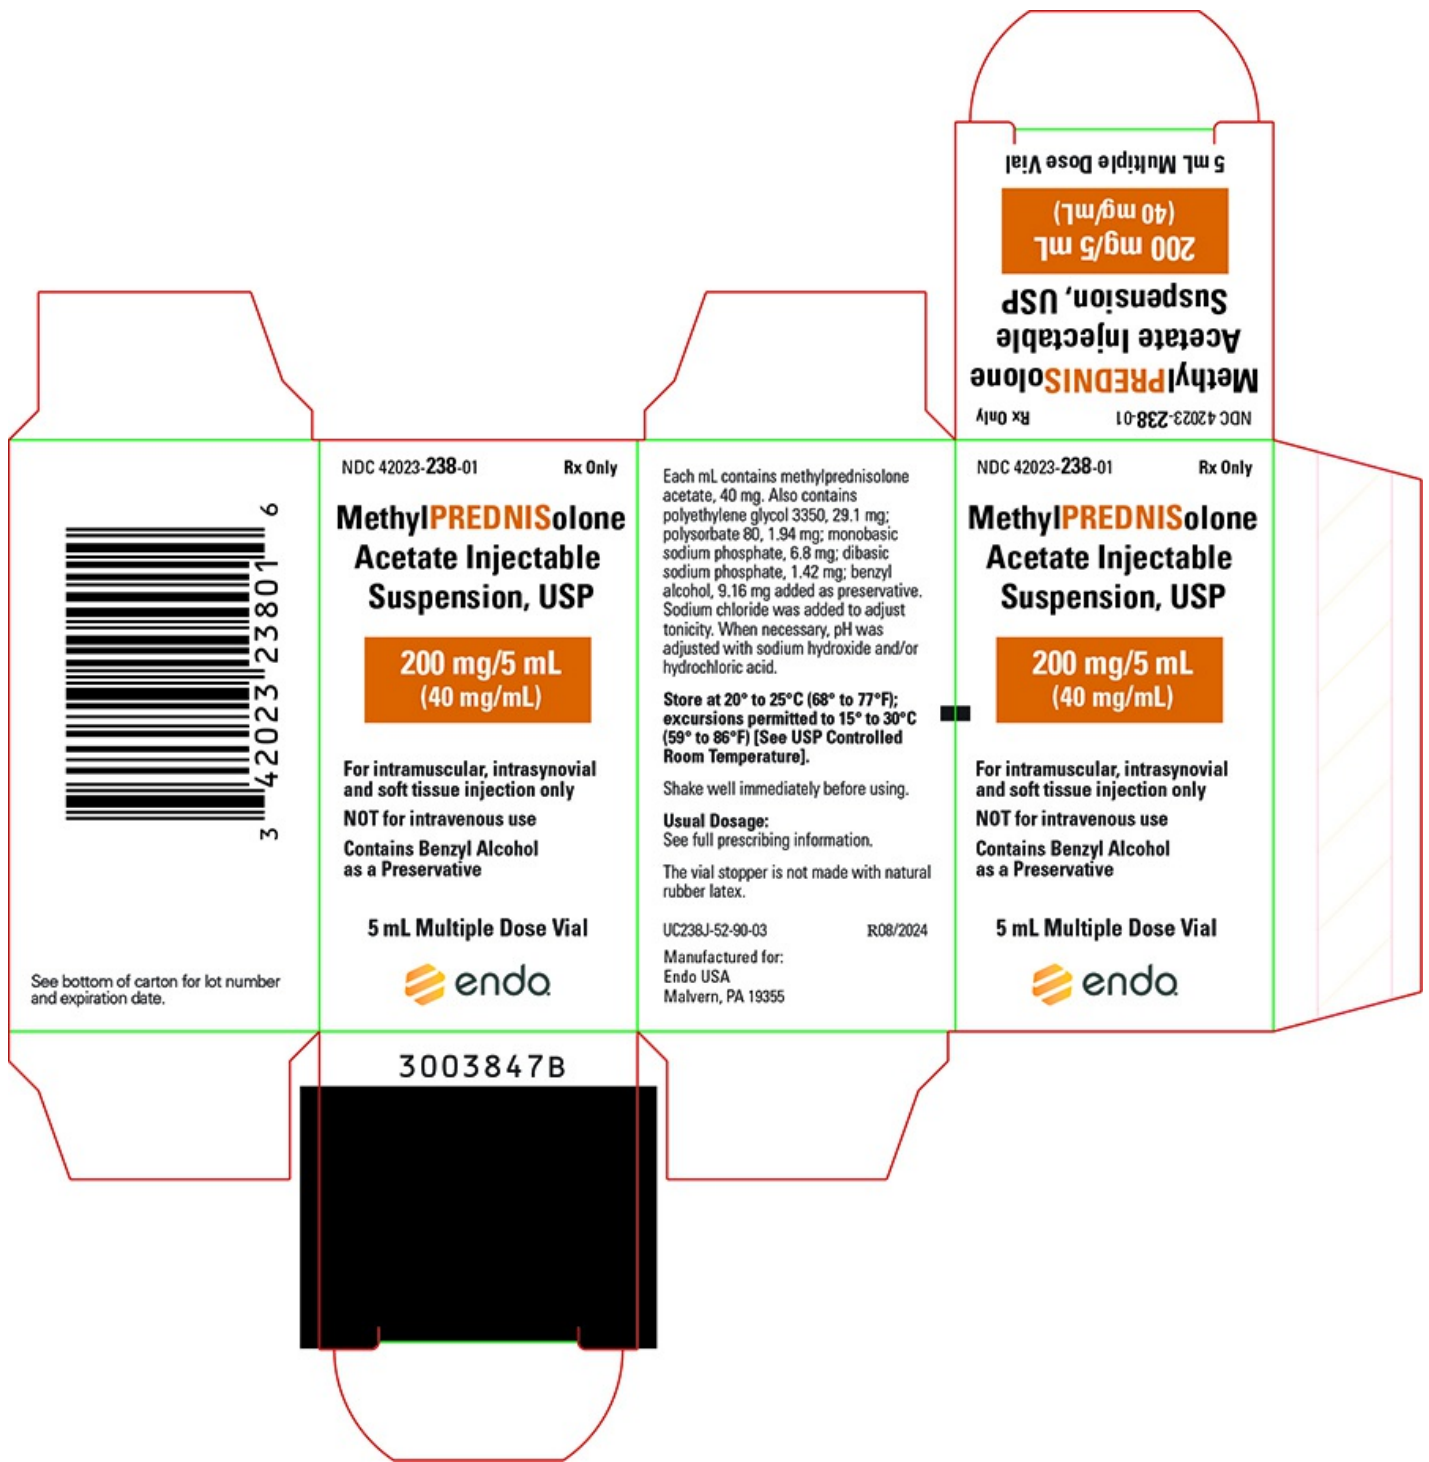 5 mL Multiple Dose Vial
200 mg/5 mL
(40 mg/mL)
MethylPREDNISolone
Acetate Injectable
Suspension, USP
NDC 42023-238-01 Rx Only
3 42023 23801 6
See bottom of carton for lot number
and expiration date.
NDC 42023-238-01 Rx Only
MethylPREDNISolone
Acetate Injectable
Suspension, USP
200 mg/5 mL
(40 mg/mL)
For intramuscular, intrasynovial
and soft tissue injection only
NOT for intravenous use
Contains Benzyl Alcohol
as a Preservative
5 mL Multiple Dose Vial
endo
3003847B
Each mL contains methylprednisolone
acetate, 40 mg. Also contains
polyethylene glycol 3350, 29.1 mg;
polysorbate 80, 1.94 mg; monobasic
sodium phosphate, 6.8 mg; dibasic
sodium phosphate, 1.42 mg; benzyl
alcohol, 9.16 mg added as preservative.
Sodium chloride was added to adjust
tonicity. When necessary, pH was
adjusted with sodium hydroxide and/or
hydrochloric acid.
Store at 20° to 25°C (68° to 77°F);
excursions permitted to 15° to 30°C
(59° to 86°F) [See USP Controlled
Room Temperature].
Shake well immediately before using.
Usual Dosage:
See full prescribing information.
The vial stopper is not made with natural
rubber latex.
UC238J-52-90-03 R08/2024
Manufactured for:
Endo USA
Malvern, PA 19355
NDC 42023-238-01 Rx Only
MethylPREDNISolone
Acetate Injectable
Suspension, USP
200 mg/5 mL
(40 mg/mL)
For intramuscular, intrasynovial
and soft tissue injection only
NOT for intravenous use
Contains Benzyl Alcohol
as a Preservative
5 mL Multiple Dose Vial
endo